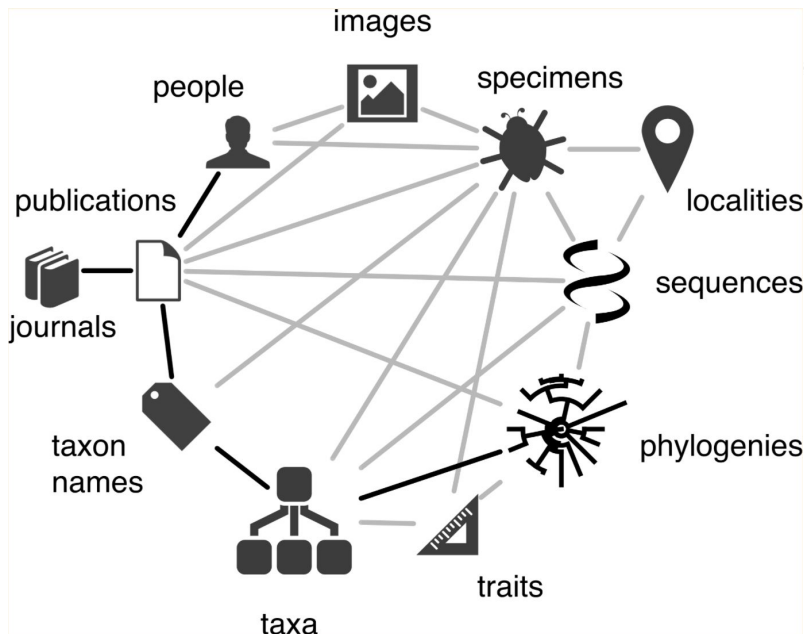 images
people
specimens
publications
localities
sequences
journals
taxon
names
phylogenies
traits
taxa